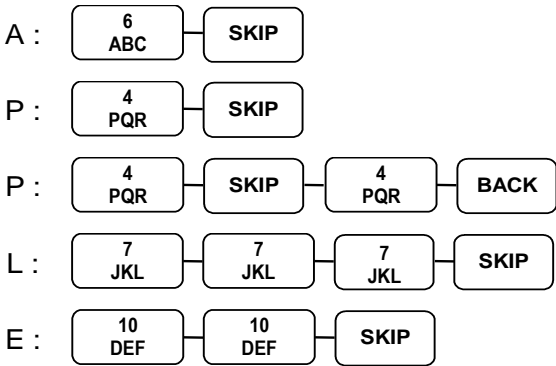 A : 6 ABC SKIP
P : 4 PQR SKIP
P : 4 PQR SKIP 4 PQR BACK
L : 7 JKL 7 JKL 7 JKL SKIP
E : 10 DEF 10 DEF SKIP